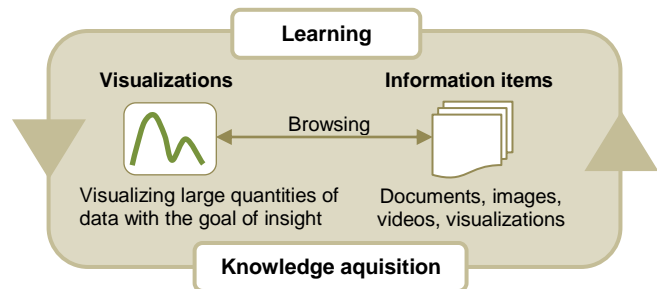 Learning
Visualizations
Information items
Browsing
Visualizing large quantities of
data with the goal of insight
Documents, images,
videos, visualizations
Knowledge aquisition